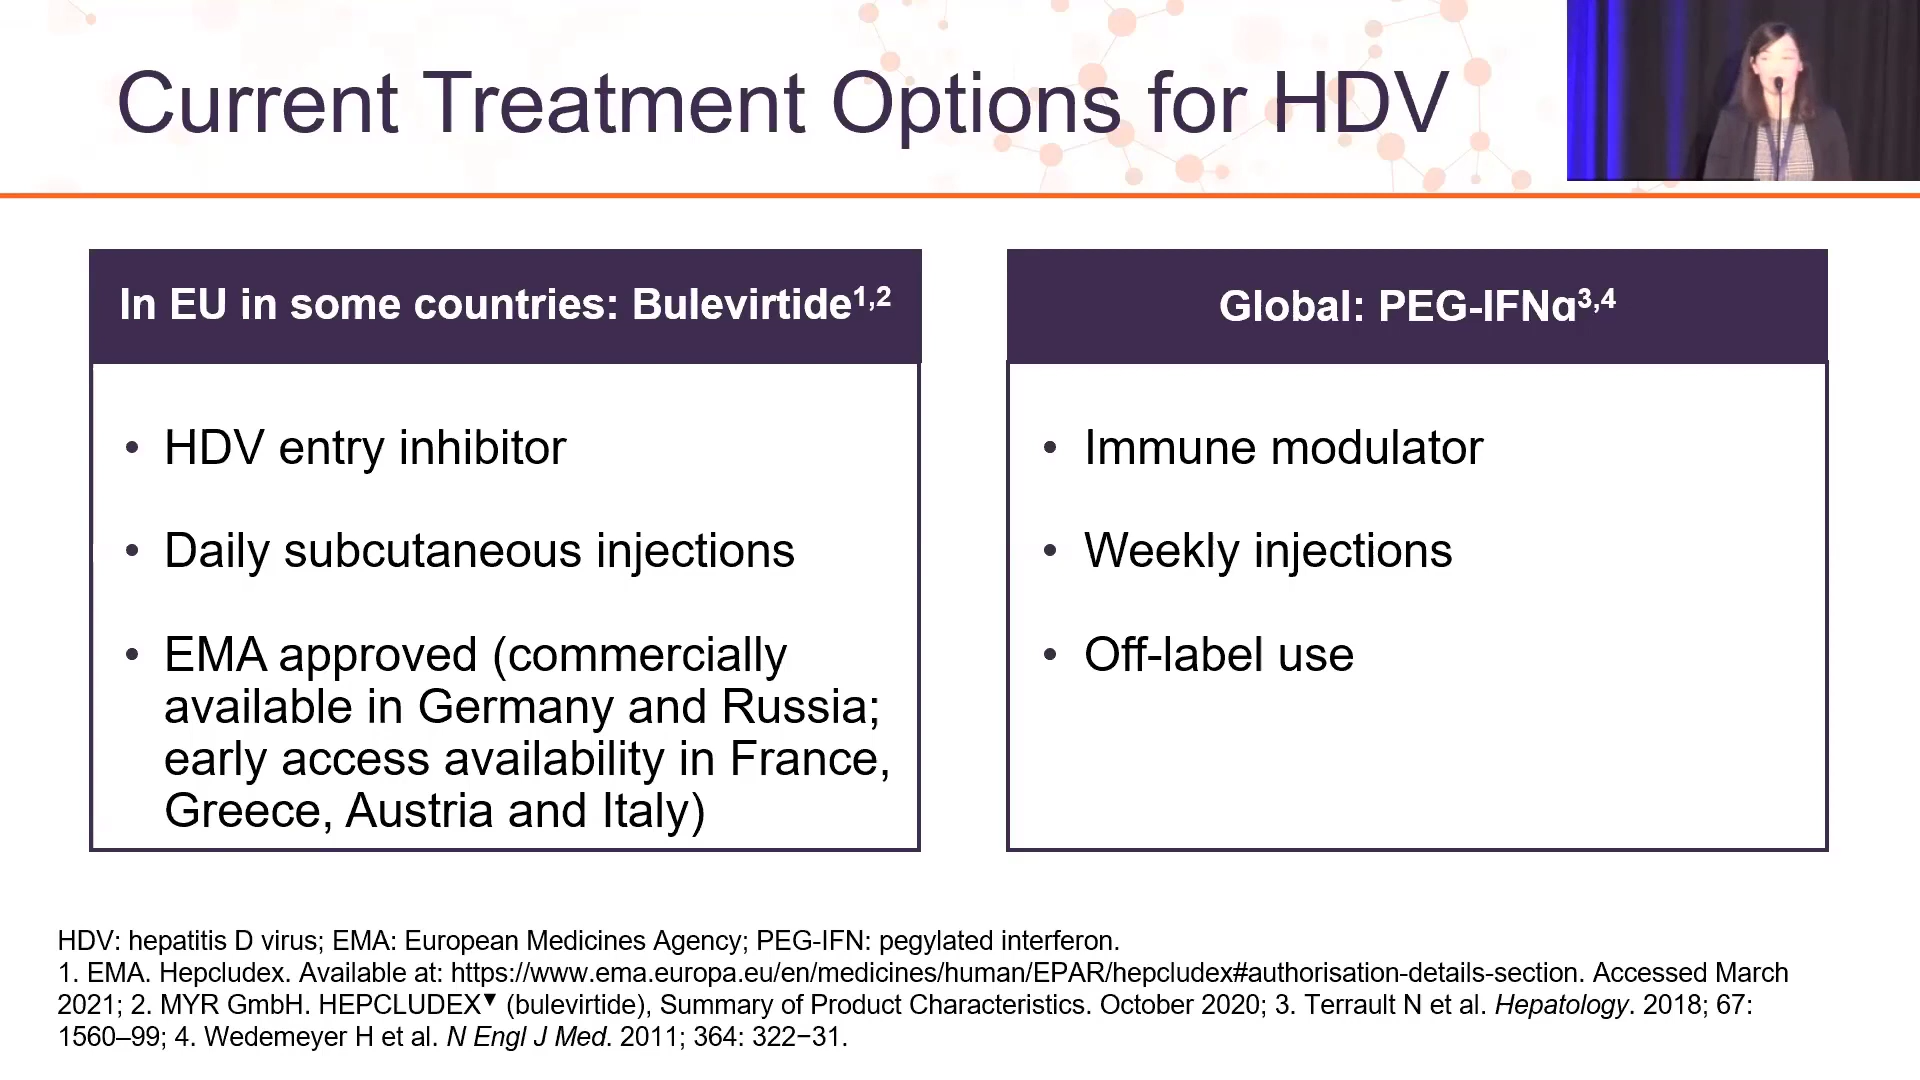 Current Treatment Options for HDV
In EU in some countries: Bulevirtide1,2
• HDV entry inhibitor
• Daily subcutaneous injections
• EMA approved (commercially
available in Germany and Russia;
early access availability in France,
Greece, Austria and Italy)
Global: PEG-IFNα3,4
• Immune modulator
• Weekly injections
• Off-label use
HDV: hepatitis D virus; EMA: European Medicines Agency; PEG-IFN: pegylated interferon.
1. EMA. Hepcludex. Available at: https://www.ema.europa.eu/en/medicines/human/EPAR/hepcludex#authorisation-details-section. Accessed March
2021; 2. MYR GmbH. HEPCLUDEX▼ (bulevirtide), Summary of Product Characteristics. October 2020; 3. Terrault N et al. Hepatology. 2018; 67:
1560–99; 4. Wedemeyer H et al. N Engl J Med. 2011; 364: 322−31.